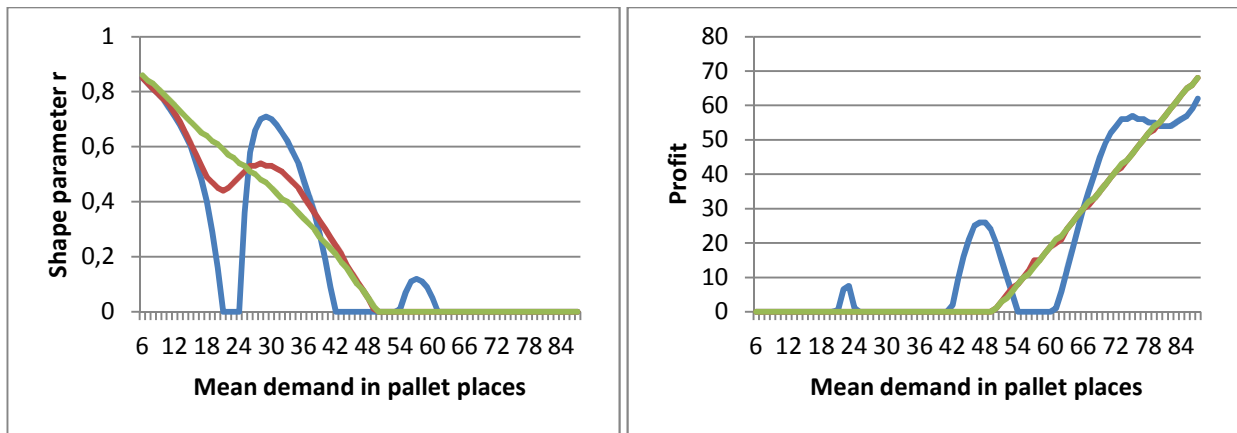 Shape parameter r
1
0,8
0,6
0,4
0,2
0
6 12 18 24 30 36 42 48 54 60 66 72 78 84
Mean demand in pallet places
Profit
80
70
60
50
40
30
20
10
0
6 12 18 24 30 36 42 48 54 60 66 72 78 84
Mean demand in pallet places